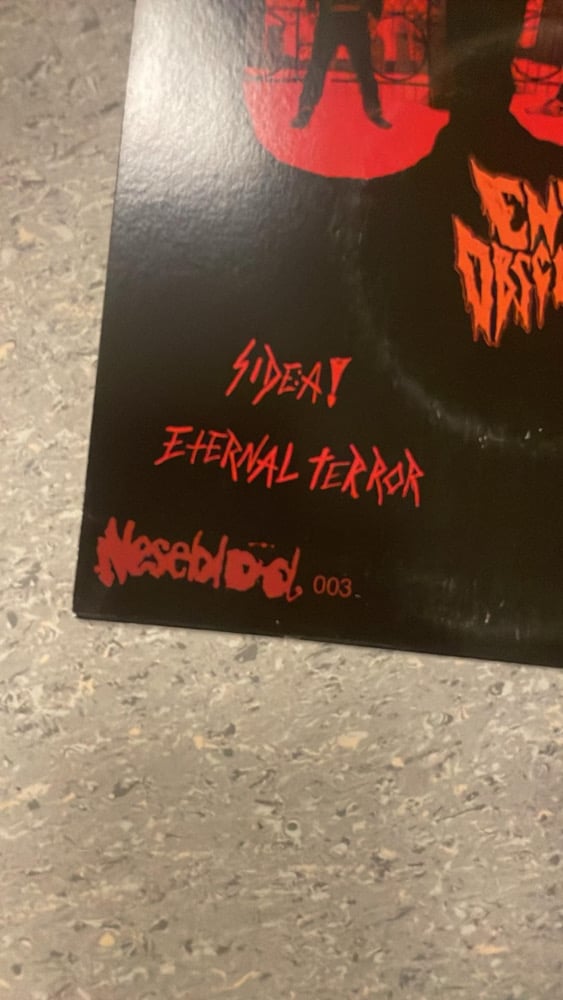 SIDE:A!
ETERNAL TERROR
Neseblod 003